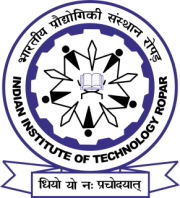 भारतीय प्रौद्योगिकी संस्थान रोपड़
INDIAN INSTITUTE OF TECHNOLOGY ROPAR
धियो यो नः प्रचोदयात्